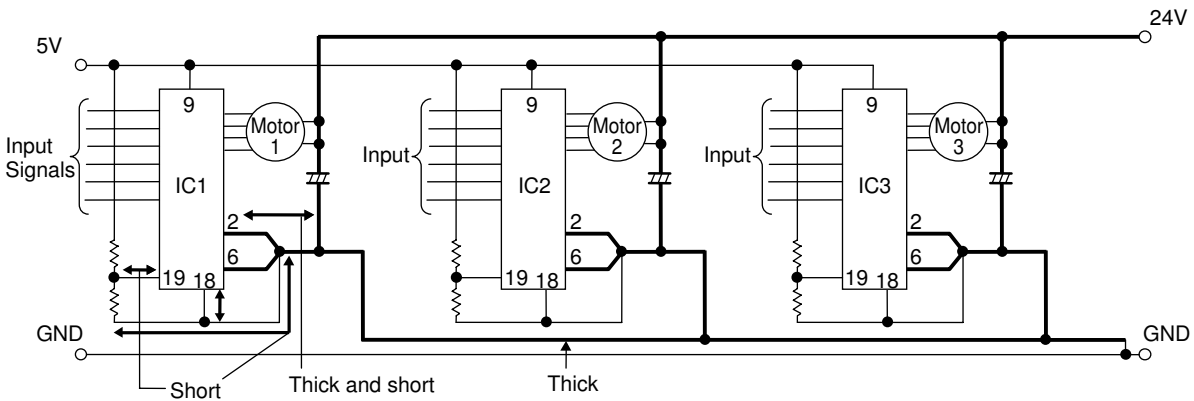 24V
5V
9
9
9
Input
Signals
Motor
1
Input
Motor
2
Input
Motor
3
IC1
IC2
IC3
2
2
2
6
6
6
19
18
19
18
19
18
GND
GND
Short
Thick and short
Thick